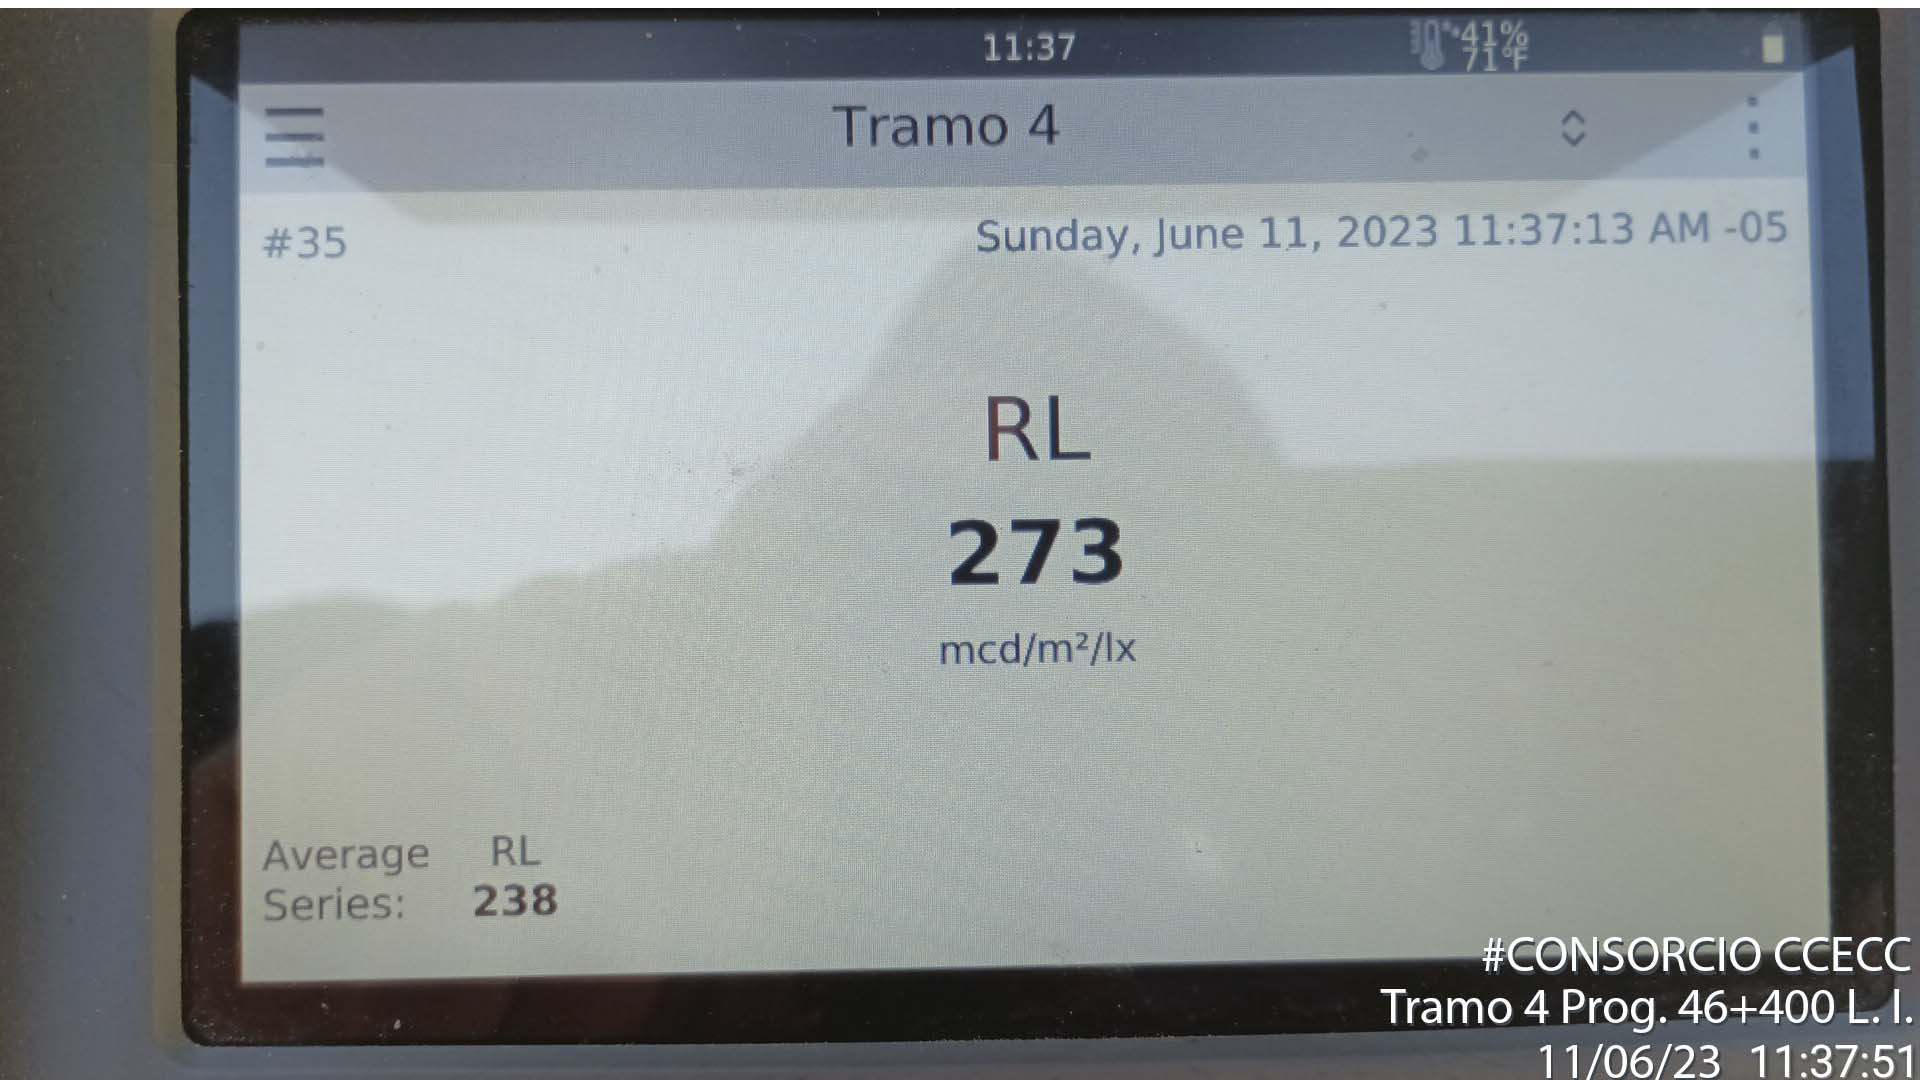 11:37
41%
71°F
Tramo 4
#35
Sunday, June 11, 2023 11:37:13 AM -05
RL
273
mcd/m²/lx
Average RL
Series: 238
#CONSORCIO CCECC
Tramo 4 Prog. 46+400 L. I.
11/06/23 11:37:51